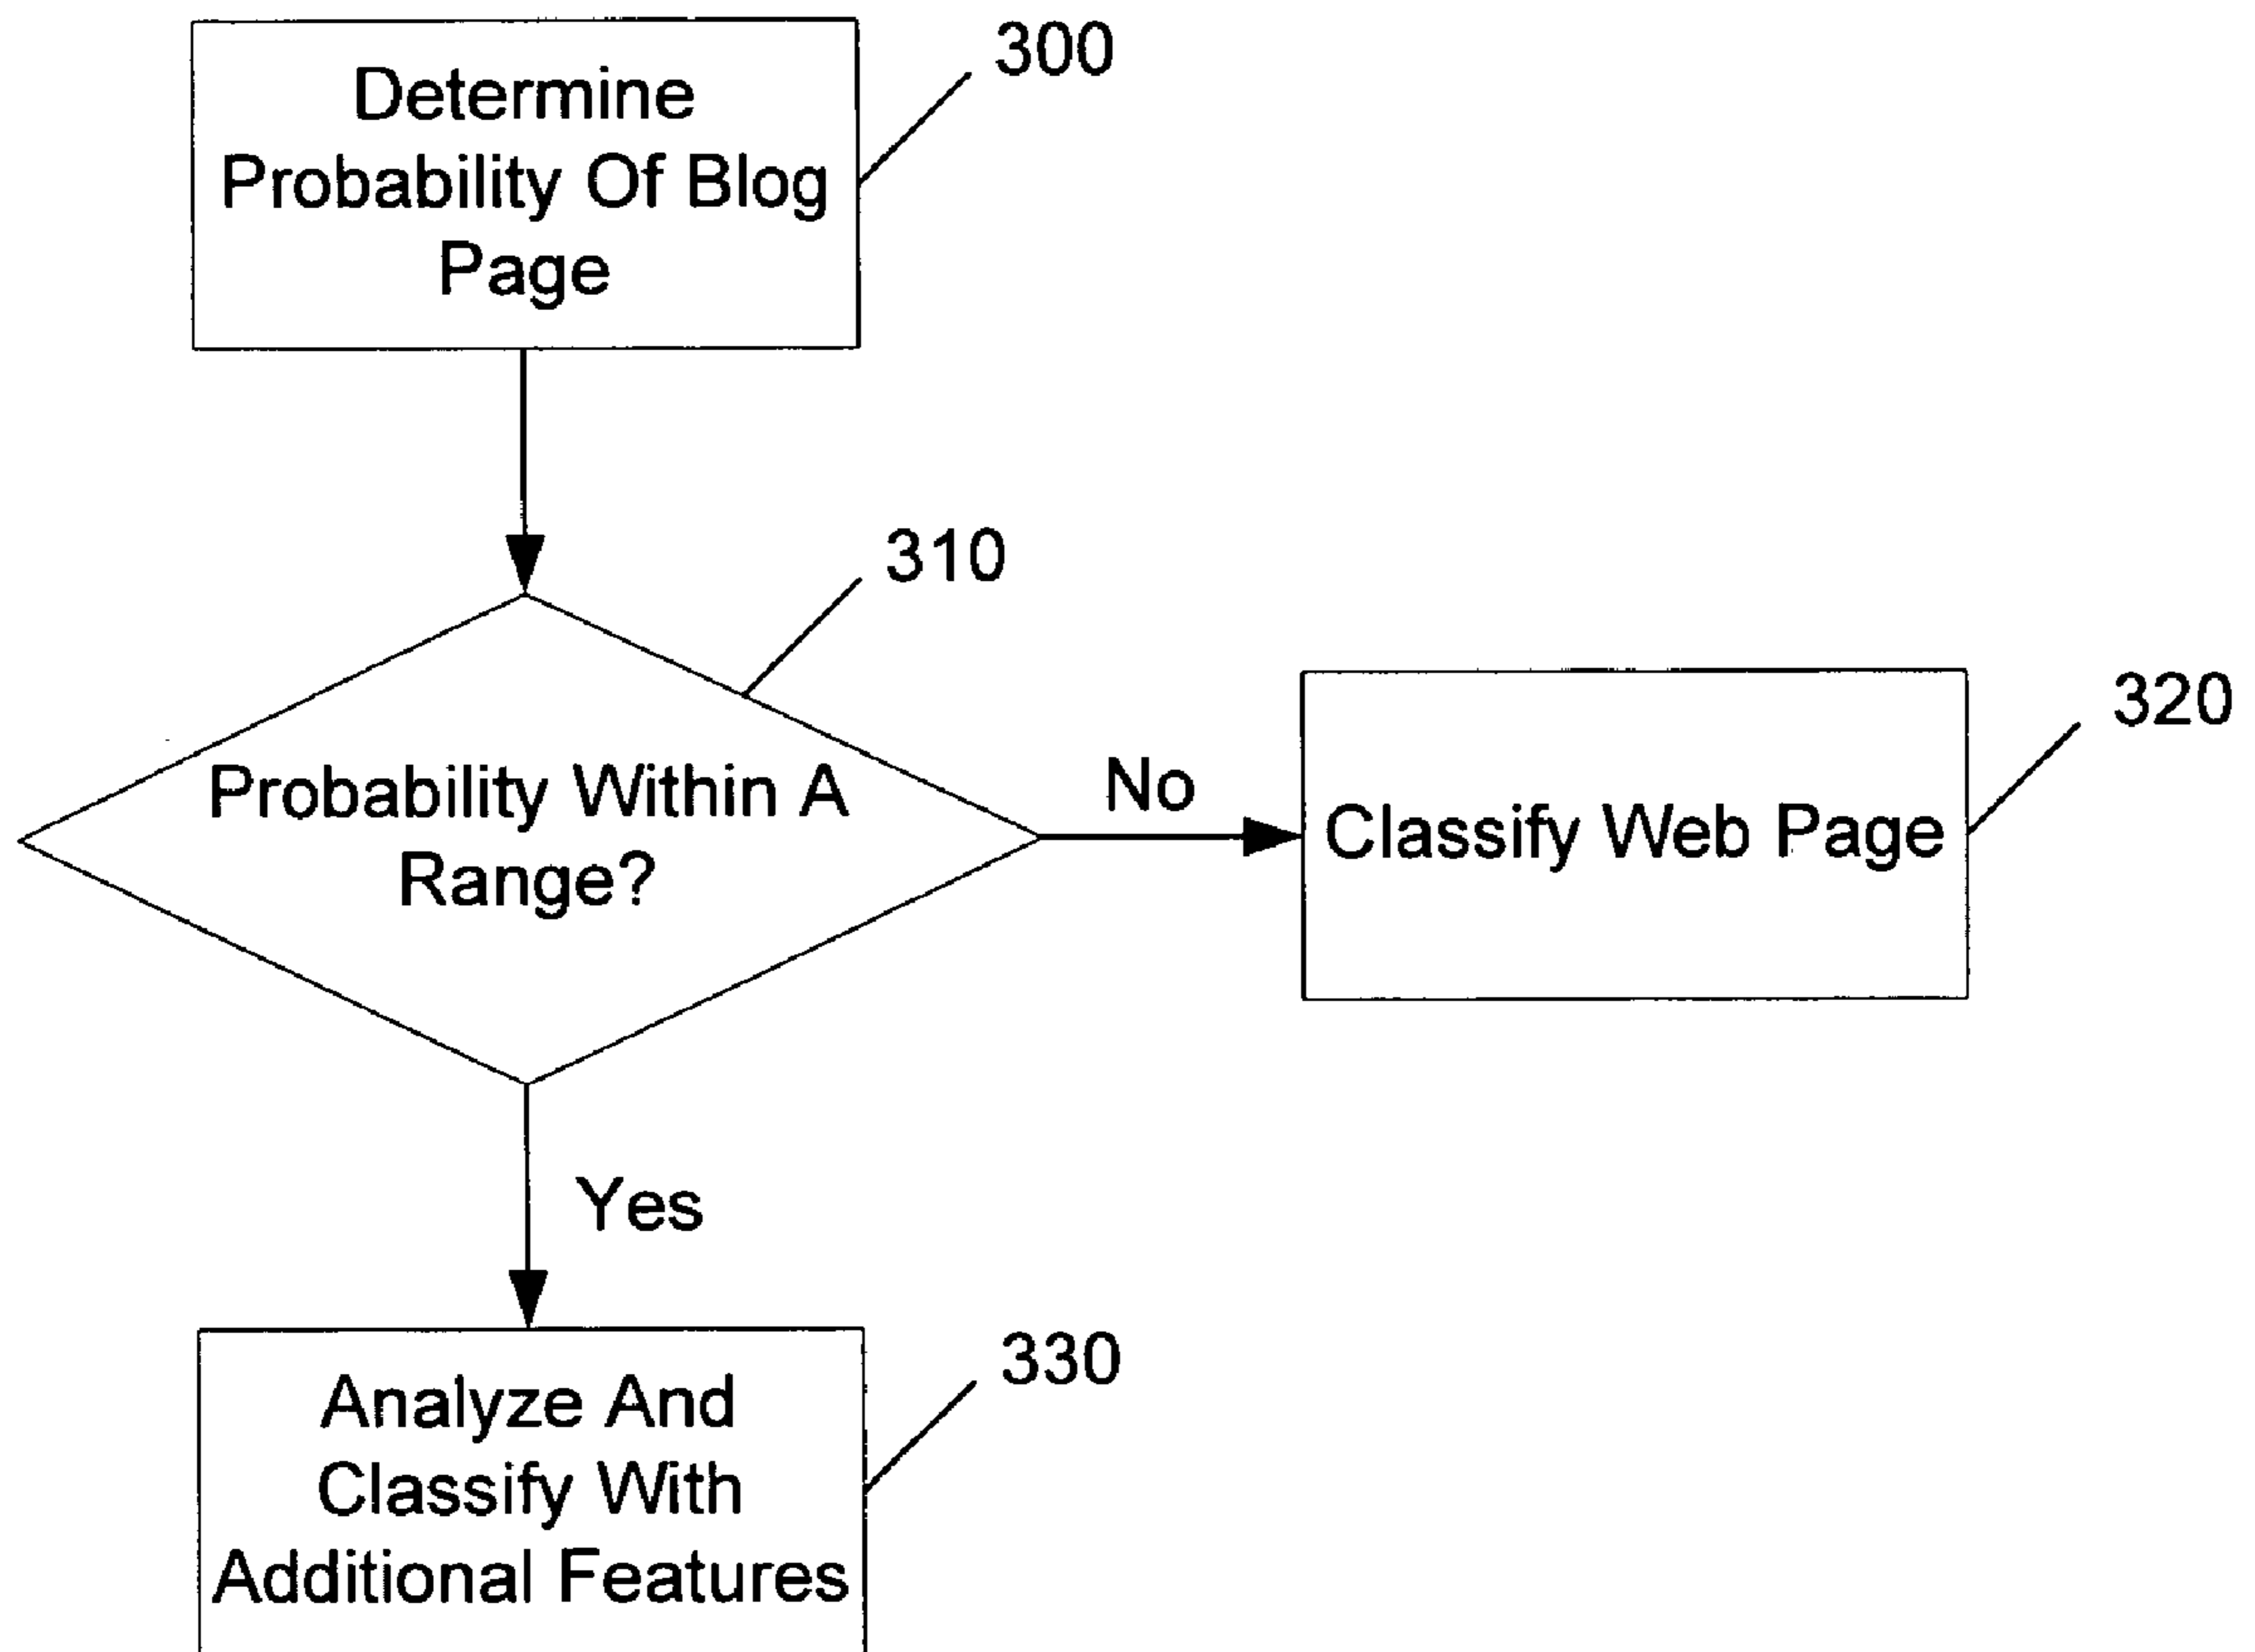 300
Determine
Probability Of Blog
Page
310
Probability Within A
Range?
No
320
Classify Web Page
Yes
330
Analyze And
Classify With
Additional Features